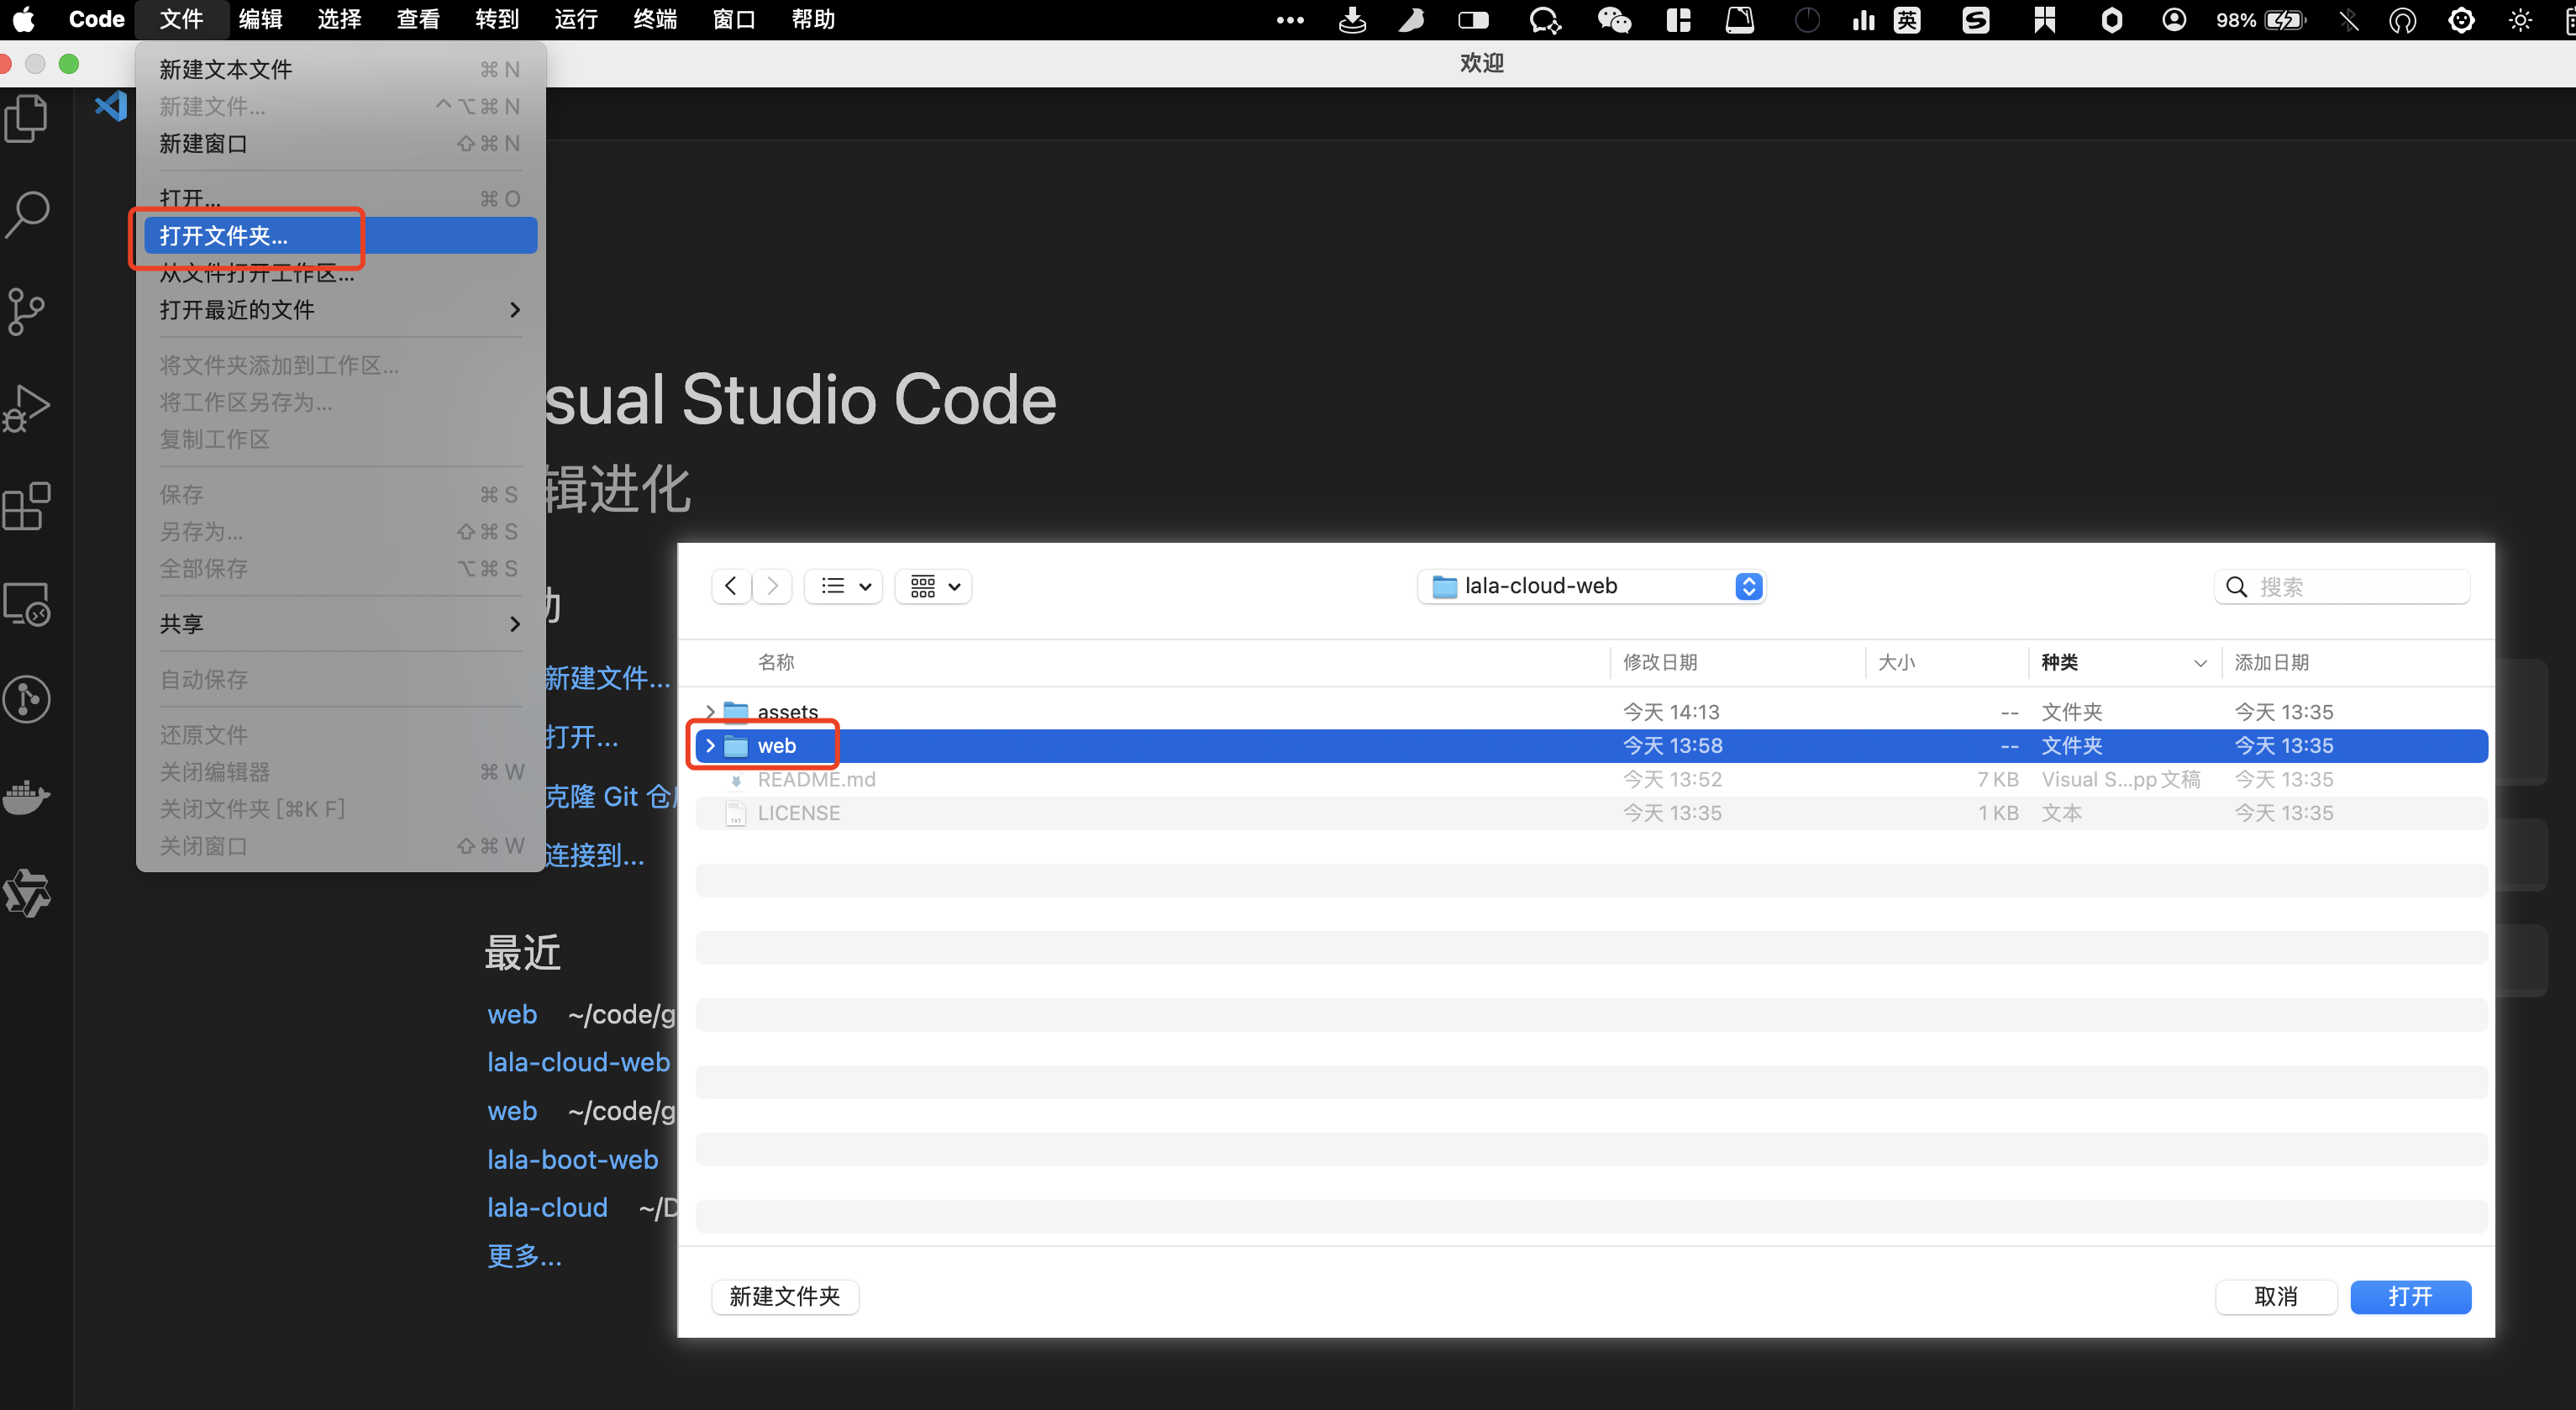 Code 文件 编辑 选择 查看 转到 运行 终端 窗口 帮助 英 98%
欢迎
新建文本文件 ⌘ N
新建文件... ^⌥⌘ N
新建窗口 ⇧⌘ N
打开... ⌘ O
打开文件夹...
从文件打开工作区...
打开最近的文件
将文件夹添加到工作区...
将工作区另存为...
复制工作区
保存 ⌘ S
另存为... ⇧⌘ S
全部保存 ⌥⌘ S
共享
自动保存
还原文件
关闭编辑器 ⌘ W
关闭文件夹 [⌘K F]
关闭窗口 ⇧⌘ W
sual Studio Code
辑进化
新建文件...
打开...
克隆 Git 仓
连接到...
最近
web ~/code/g
lala-cloud-web
web ~/code/g
lala-boot-web
lala-cloud ~/D
更多...
lala-cloud-web 搜索
名称 修改日期 大小 种类 添加日期
assets 今天 14:13 -- 文件夹 今天 13:35
web 今天 13:58 -- 文件夹 今天 13:35
README.md 今天 13:52 7 KB Visual S...pp 文稿 今天 13:35
LICENSE 今天 13:35 1 KB 文本 今天 13:35
新建文件夹 取消 打开